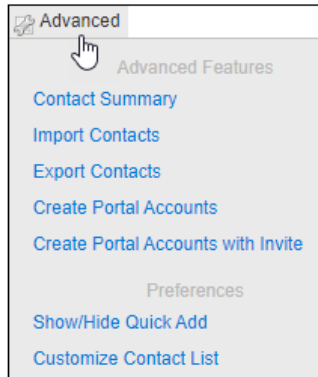 Advanced
Advanced Features
Contact Summary
Import Contacts
Export Contacts
Create Portal Accounts
Create Portal Accounts with Invite
Preferences
Show/Hide Quick Add
Customize Contact List